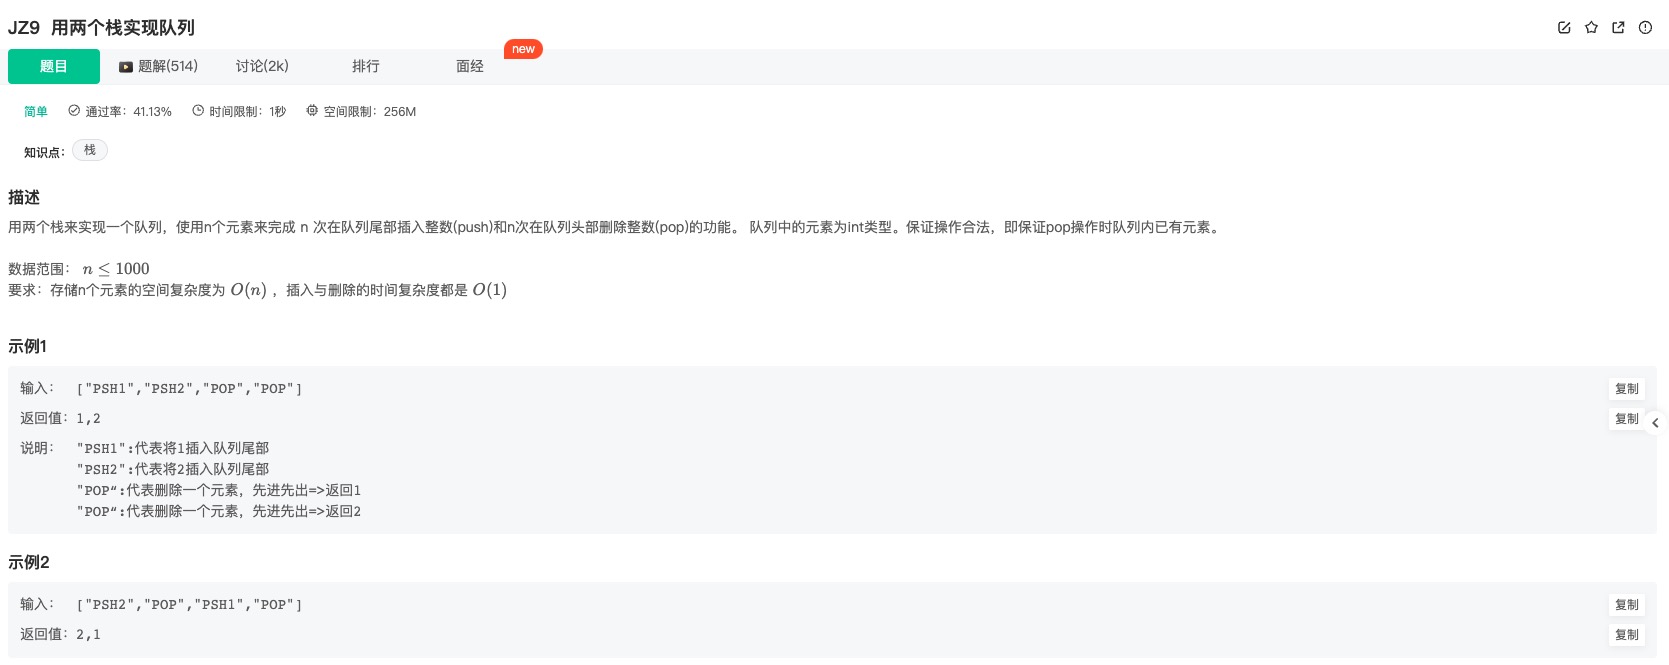 JZ9 用两个栈实现队列
题目 题解(514) 讨论(2k) 排行 面经 new
简单 通过率：41.13% 时间限制：1秒 空间限制：256M
知识点： 栈
描述
用两个栈来实现一个队列，使用n个元素来完成 n 次在队列尾部插入整数(push)和n次在队列头部删除整数(pop)的功能。 队列中的元素为int类型。保证操作合法，即保证pop操作时队列内已有元素。
数据范围： n ≤ 1000
要求：存储n个元素的空间复杂度为 O(n) ，插入与删除的时间复杂度都是 O(1)
示例1
输入： ["PSH1","PSH2","POP","POP"] 复制
返回值：1,2 复制
说明： "PSH1":代表将1插入队列尾部
"PSH2":代表将2插入队列尾部
"POP“:代表删除一个元素，先进先出=>返回1
"POP“:代表删除一个元素，先进先出=>返回2
示例2
输入： ["PSH2","POP","PSH1","POP"] 复制
返回值：2,1 复制